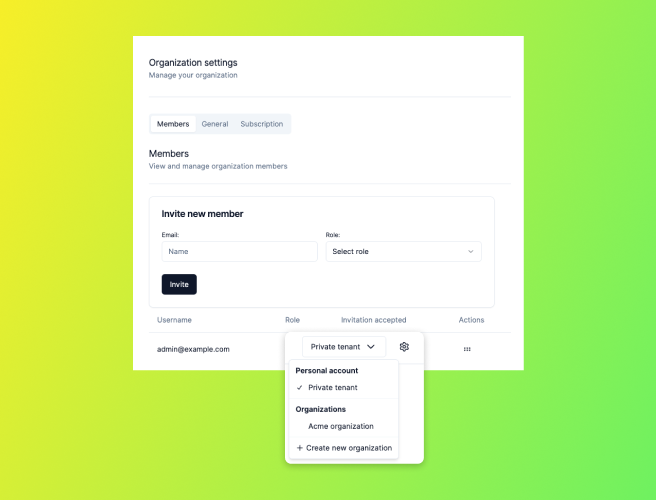 Organization settings
Manage your organization
Members General Subscription
Members
View and manage organization members
Invite new member
Email: Role:
Name Select role
Invite
Username Role Invitation accepted Actions
admin@example.com
Private tenant
Personal account
Private tenant
Organizations
Acme organization
Create new organization